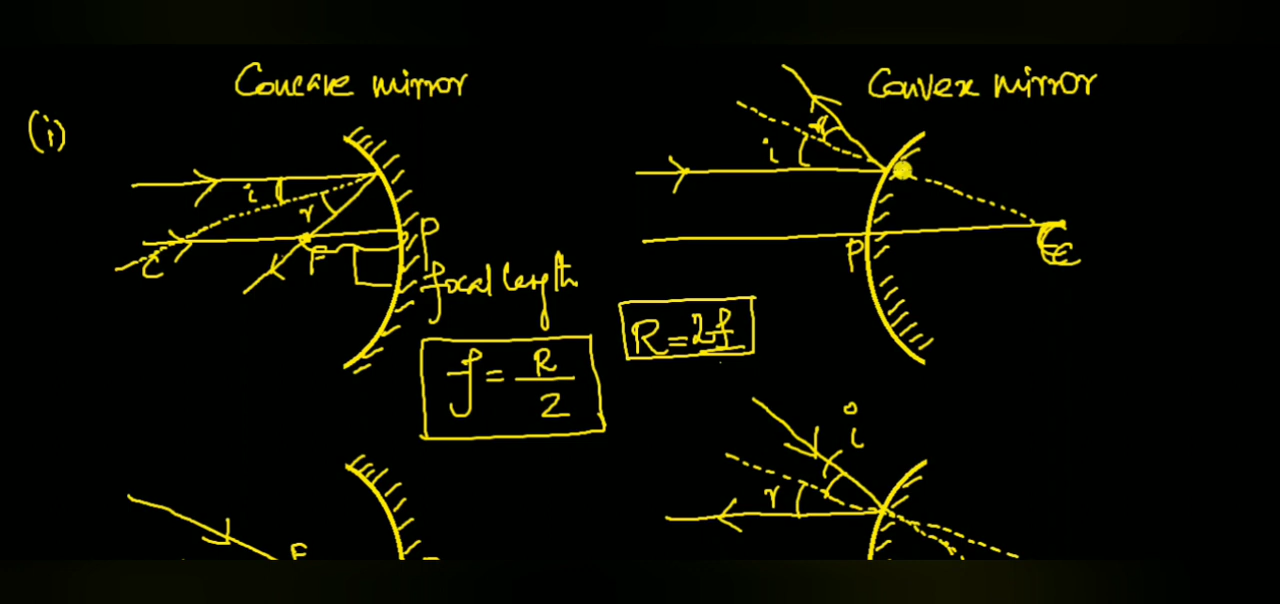 Concave mirror
Convex mirror
(i)
i
r
C
F
P
focal length
f = R/2
R = 2f
i
r
P
C
i
r
F